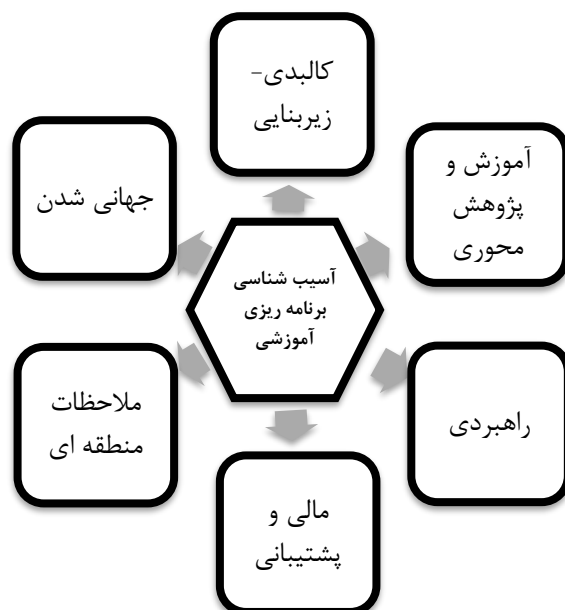 کالبدی-
زیربنایی
آموزش و
پژوهش
محوری
جهانی شدن
آسیب شناسی
برنامه ریزی
آموزشی
راهبردی
ملاحظات
منطقه ای
مالی و
پشتیبانی